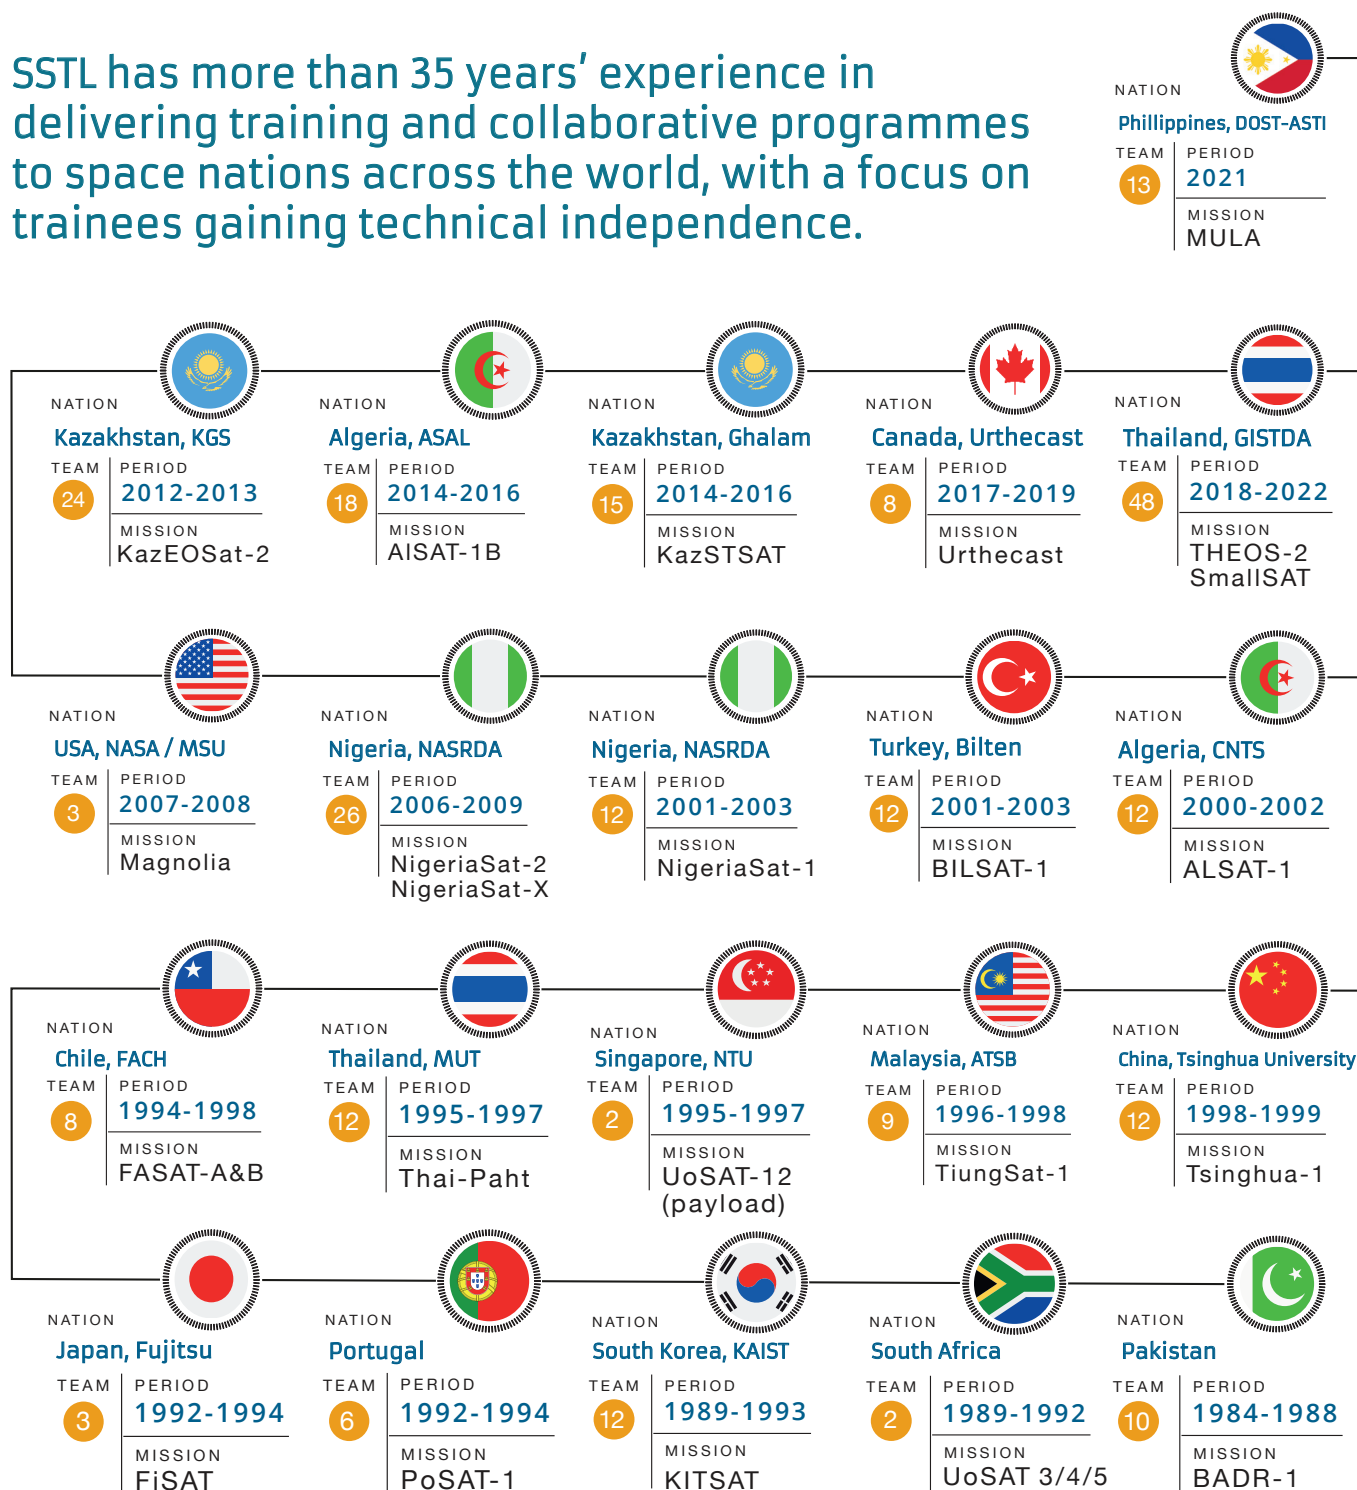 SSTL has more than 35 years’ experience in
delivering training and collaborative programmes
to space nations across the world, with a focus on
trainees gaining technical independence.
NATION
Phillippines, DOST-ASTI
TEAM
13
PERIOD
2021
MISSION
MULA
NATION
Kazakhstan, KGS
TEAM
24
PERIOD
2012-2013
MISSION
KazEOSat-2
NATION
Algeria, ASAL
TEAM
18
PERIOD
2014-2016
MISSION
AlSAT-1B
NATION
Kazakhstan, Ghalam
TEAM
15
PERIOD
2014-2016
MISSION
KazSTSAT
NATION
Canada, Urthecast
TEAM
8
PERIOD
2017-2019
MISSION
Urthecast
NATION
Thailand, GISTDA
TEAM
48
PERIOD
2018-2022
MISSION
THEOS-2
SmallSAT
NATION
USA, NASA / MSU
TEAM
3
PERIOD
2007-2008
MISSION
Magnolia
NATION
Nigeria, NASRDA
TEAM
26
PERIOD
2006-2009
MISSION
NigeriaSat-2
NigeriaSat-X
NATION
Nigeria, NASRDA
TEAM
12
PERIOD
2001-2003
MISSION
NigeriaSat-1
NATION
Turkey, Bilten
TEAM
12
PERIOD
2001-2003
MISSION
BILSAT-1
NATION
Algeria, CNTS
TEAM
12
PERIOD
2000-2002
MISSION
ALSAT-1
NATION
Chile, FACH
TEAM
8
PERIOD
1994-1998
MISSION
FASAT-A&B
NATION
Thailand, MUT
TEAM
12
PERIOD
1995-1997
MISSION
Thai-Paht
NATION
Singapore, NTU
TEAM
2
PERIOD
1995-1997
MISSION
UoSAT-12
(payload)
NATION
Malaysia, ATSB
TEAM
9
PERIOD
1996-1998
MISSION
TiungSat-1
NATION
China, Tsinghua University
TEAM
12
PERIOD
1998-1999
MISSION
Tsinghua-1
NATION
Japan, Fujitsu
TEAM
3
PERIOD
1992-1994
MISSION
FiSAT
NATION
Portugal
TEAM
6
PERIOD
1992-1994
MISSION
PoSAT-1
NATION
South Korea, KAIST
TEAM
12
PERIOD
1989-1993
MISSION
KITSAT
NATION
South Africa
TEAM
2
PERIOD
1989-1992
MISSION
UoSAT 3/4/5
NATION
Pakistan
TEAM
10
PERIOD
1984-1988
MISSION
BADR-1